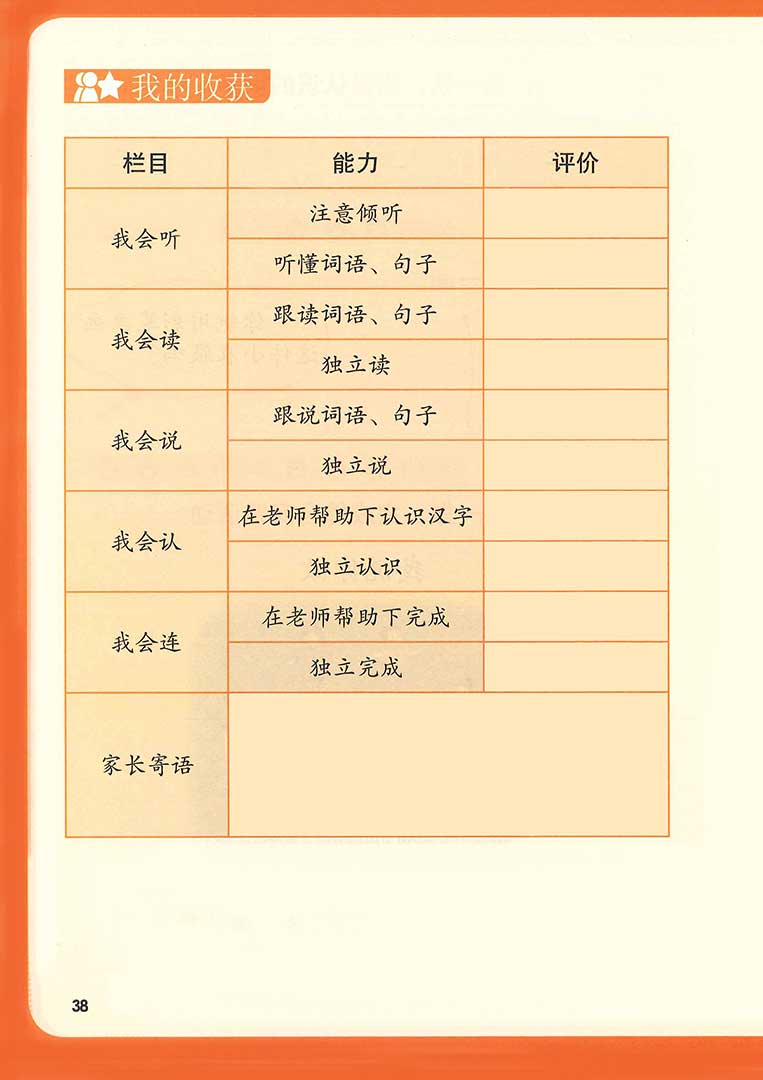 我的收获
栏目 能力 评价
我会听 注意倾听
听懂词语、句子
我会读 跟读词语、句子
独立读
我会说 跟说词语、句子
独立说
我会认 在老师帮助下认识汉字
独立认识
我会连 在老师帮助下完成
独立完成
家长寄语
38